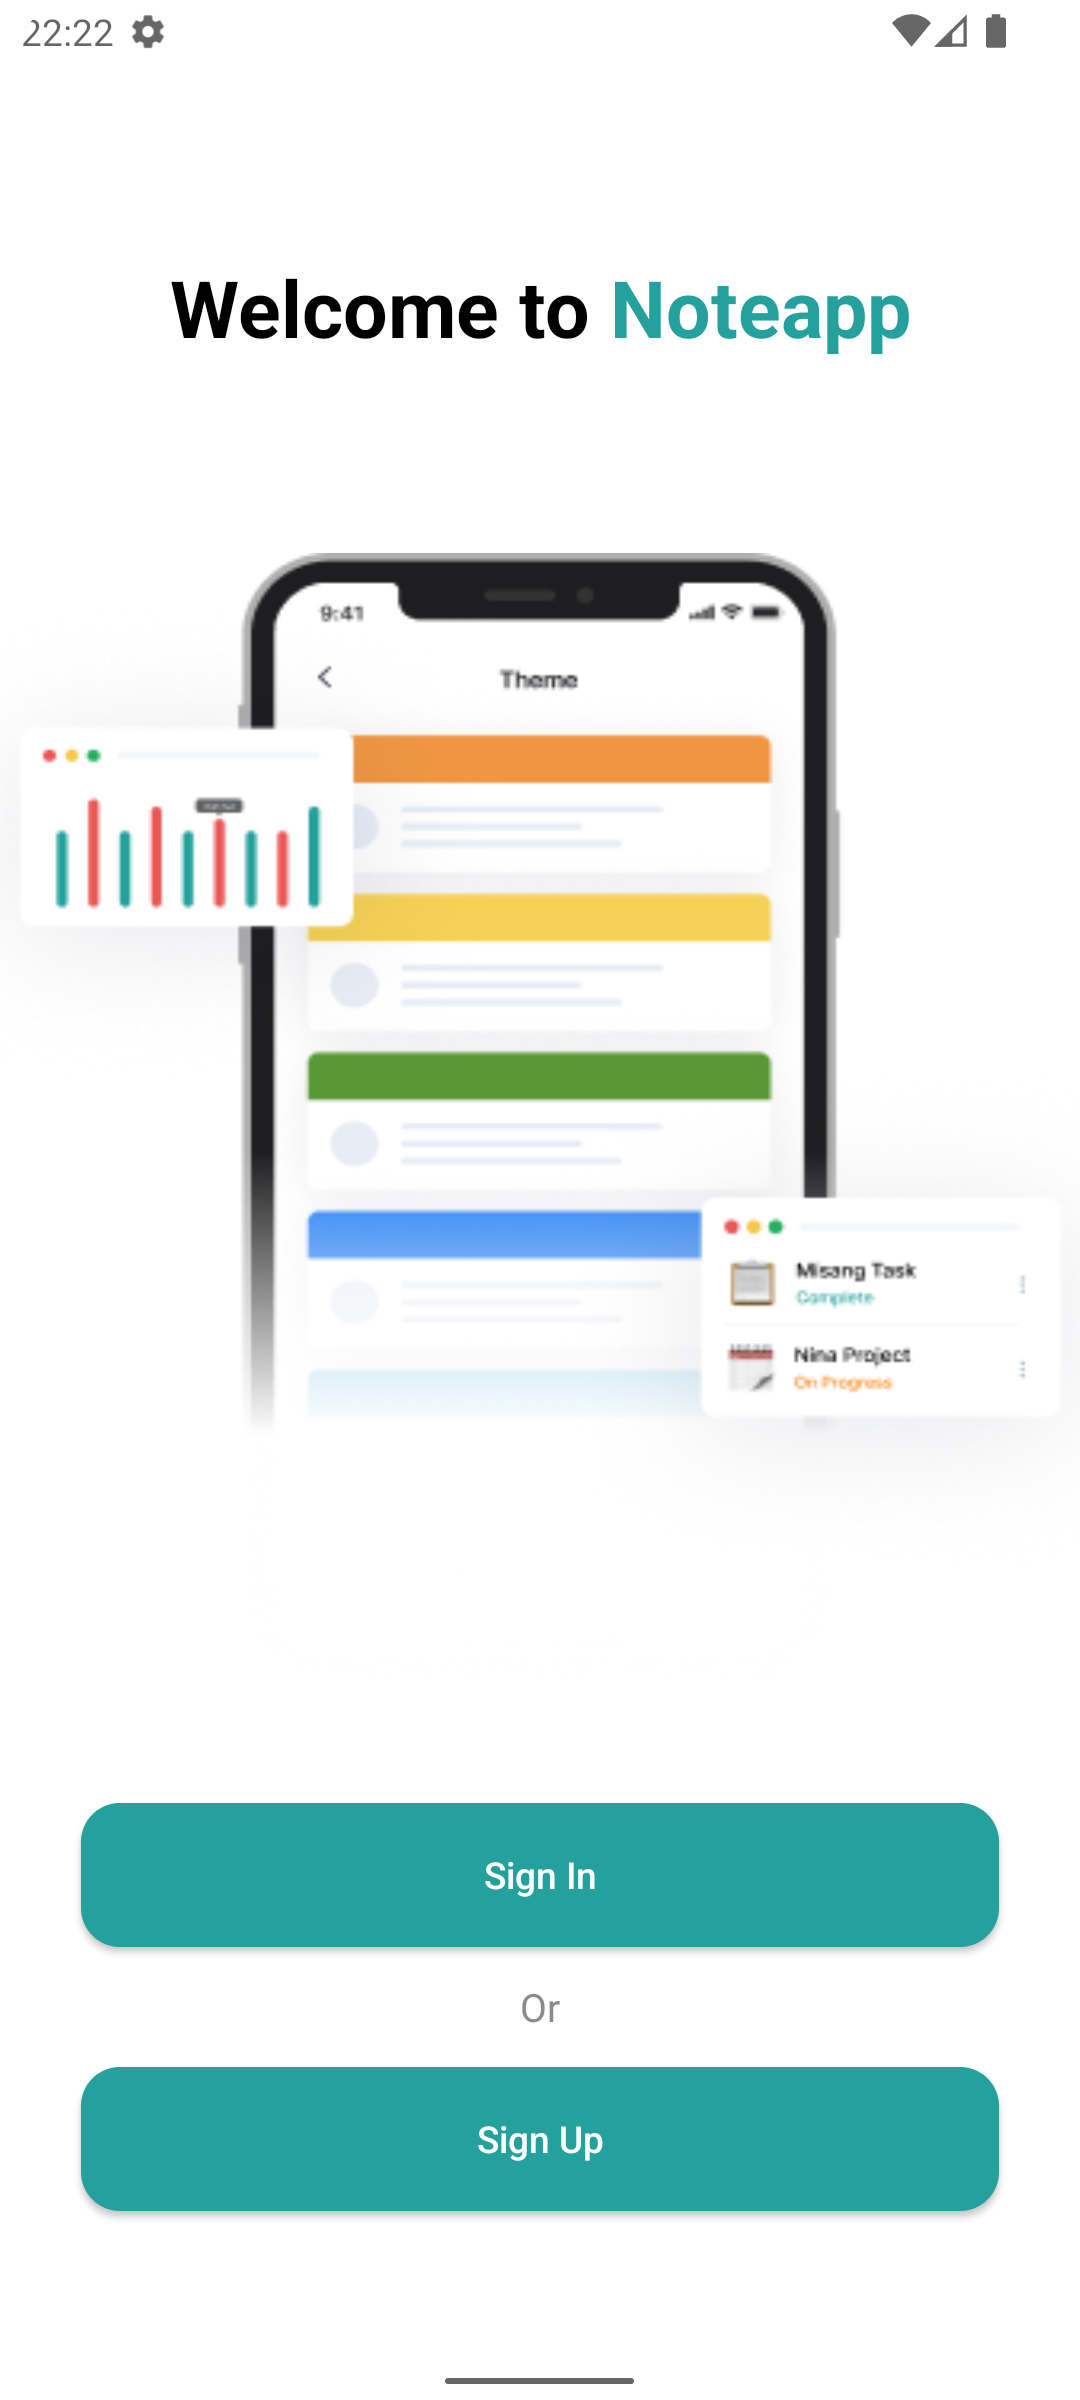 22:22
Welcome to Noteapp
9:41
Theme
Misang Task
Complete
Nina Project
On Progress
Sign In
Or
Sign Up